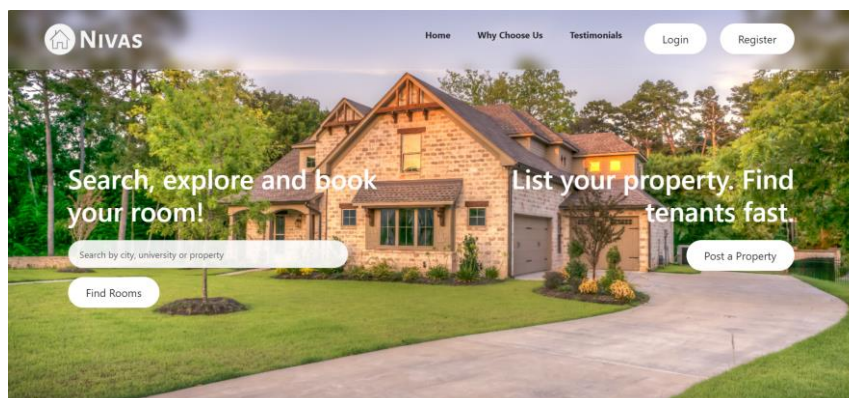 NIVAS
Home
Why Choose Us
Testimonials
Login
Register
Search, explore and book
your room!
Search by city, university or property
Find Rooms
List your property. Find
tenants fast.
Post a Property